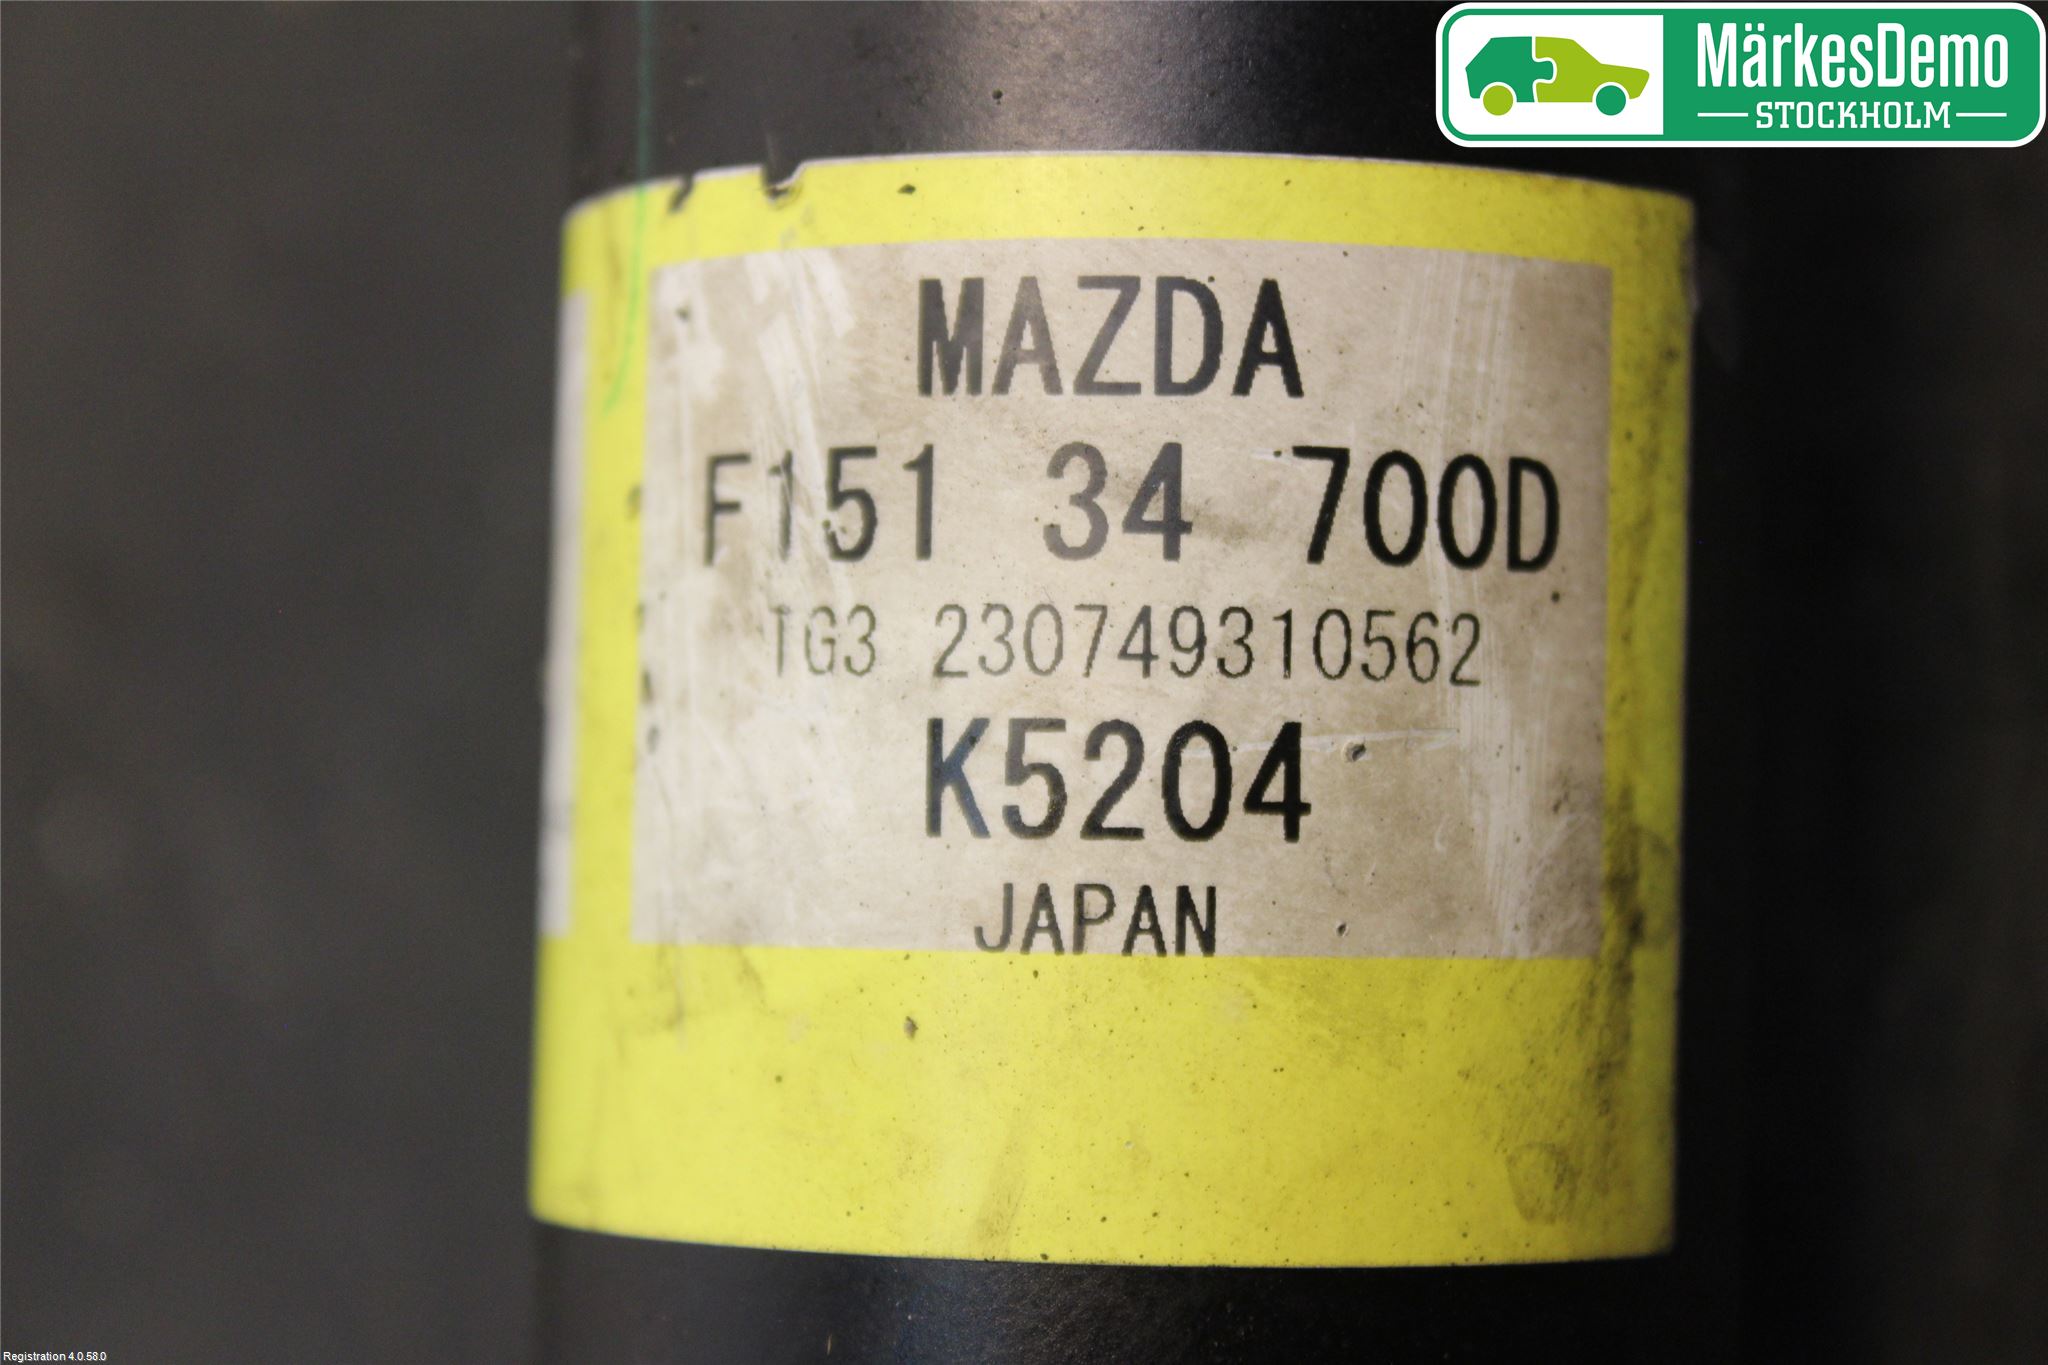 MärkesDemo
STOCKHOLM
MAZDA
F151 34 700D
TG3 230749310562
K5204
JAPAN
Registration 4.0.58.0